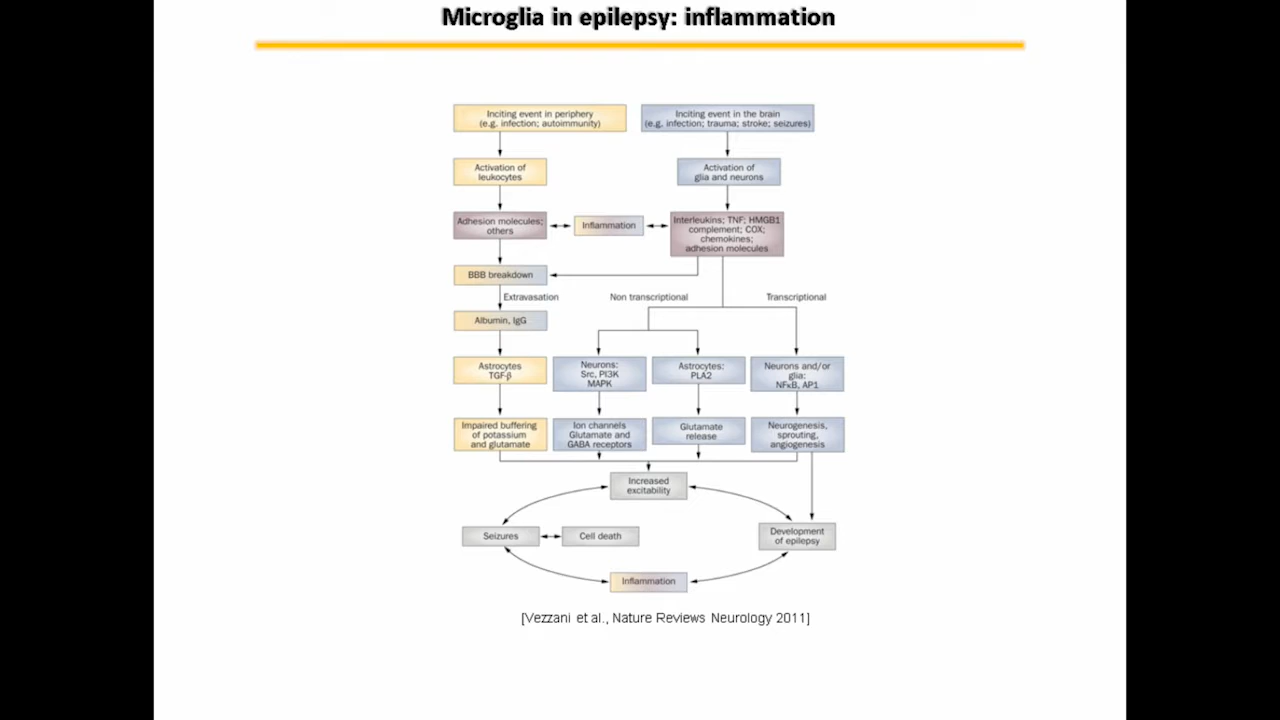 Microglia in epilepsy: inflammation
Inciting event in periphery
(e.g. infection; autoimmunity)
Inciting event in the brain
(e.g. infection; trauma; stroke; seizures)
Activation of
leukocytes
Activation of
glia and neurons
Adhesion molecules;
others
Inflammation
Interleukins; TNF; HMGB1
complement; COX;
chemokines;
adhesion molecules
BBB breakdown
Extravasation
Non transcriptional
Transcriptional
Albumin, IgG
Astrocytes
TGF-β
Neurons:
Src, PI3K
MAPK
Astrocytes:
PLA2
Neurons and/or
glia:
NFκB, AP1
Impaired buffering
of potassium
and glutamate
Ion channels
Glutamate and
GABA receptors
Glutamate
release
Neurogenesis,
sprouting,
angiogenesis
Increased
excitability
Seizures
Cell death
Development
of epilepsy
Inflammation
[Vezzani et al., Nature Reviews Neurology 2011]